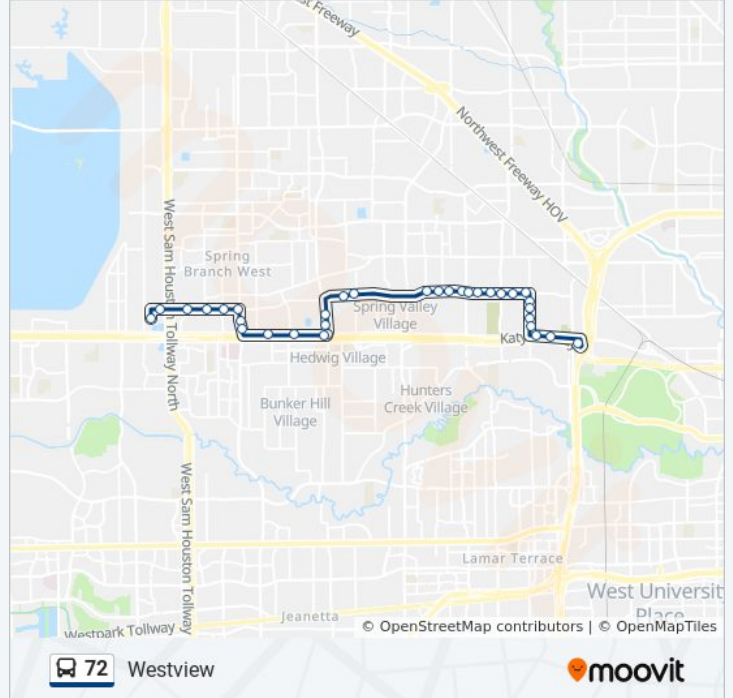 st Freeway
Northwest Freeway HOV
West Sam Houston Tollway North
Spring
Branch West
Spring Valley
Village
Katy
Hedwig Village
Bunker Hill
Village
Hunters
Creek Village
West Sam Houston Tollway
Lamar Terrace
West University
Place
Jeanetta
Westpark Tollway
© OpenStreetMap contributors | © OpenMapTiles
72 Westview
moovit